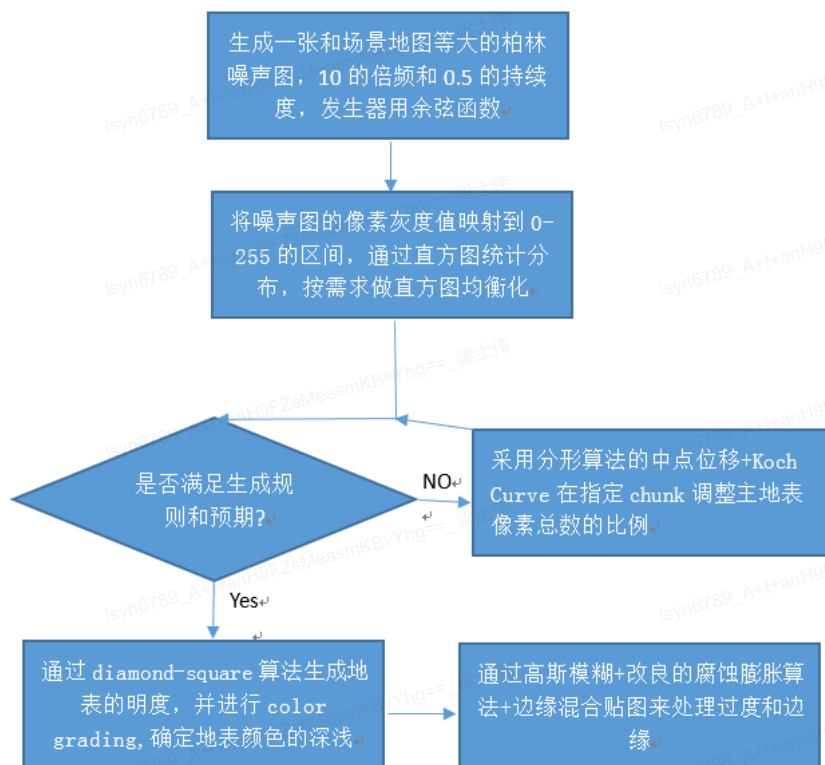 生成一张和场景地图等大的柏林
噪声图，10 的倍频和 0.5 的持续
度，发生器用余弦函数
将噪声图的像素灰度值映射到 0-
255 的区间，通过直方图统计分
布，按需求做直方图均衡化
是否满足生成规
则和预期?
NO
采用分形算法的中点位移+Koch
Curve 在指定 chunk 调整主地表
像素总数的比例
Yes
通过 diamond-square 算法生成地
表的明度，并进行 color
grading,确定地表颜色的深浅
通过高斯模糊+改良的腐蚀膨胀算
法+边缘混合贴图来处理过度和边
缘